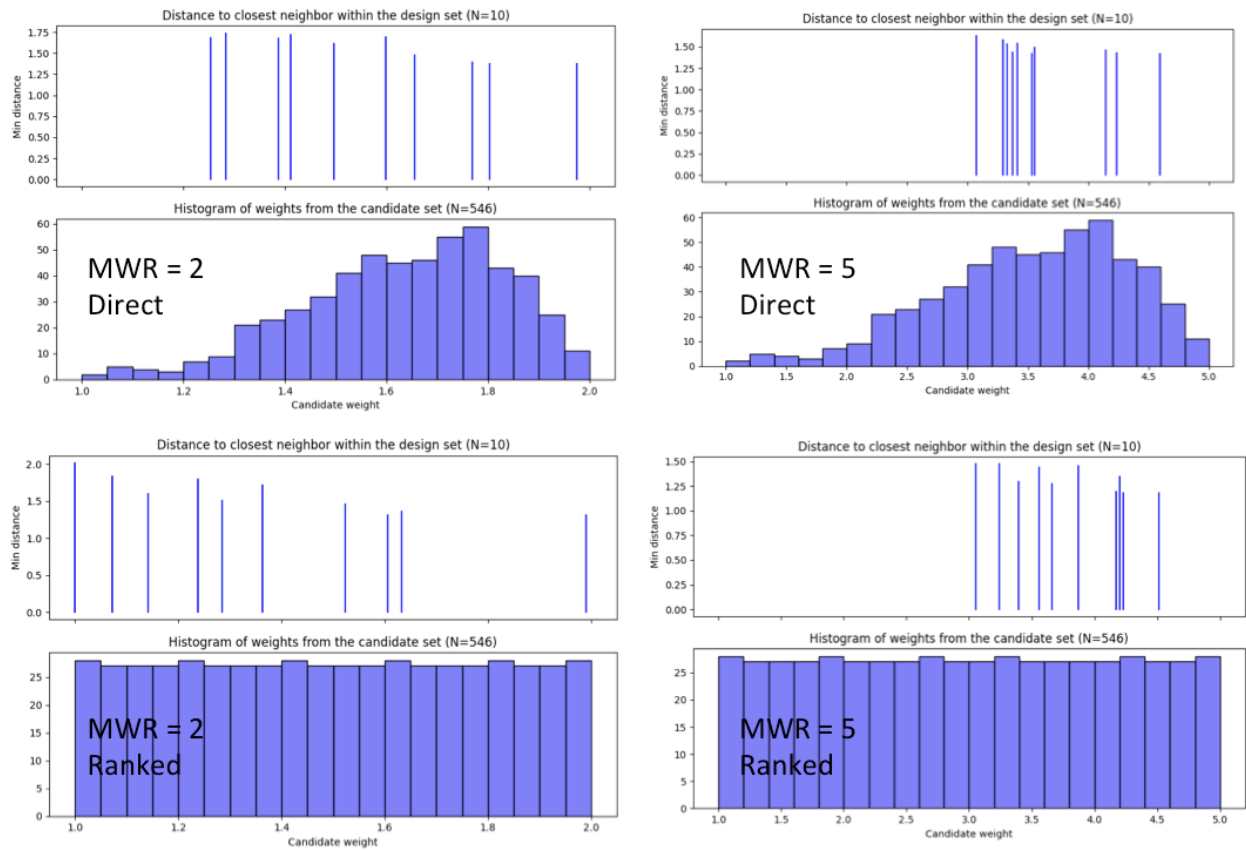 Distance to closest neighbor within the design set (N=10)
Min distance
1.75
1.50
1.25
1.00
0.75
0.50
0.25
0.00
Histogram of weights from the candidate set (N=546)
60
50
40
30
20
10
0
MWR = 2
Direct
1.0 1.2 1.4 1.6 1.8 2.0
Candidate weight
Distance to closest neighbor within the design set (N=10)
Min distance
1.50
1.25
1.00
0.75
0.50
0.25
0.00
Histogram of weights from the candidate set (N=546)
60
50
40
30
20
10
0
MWR = 5
Direct
1.0 1.5 2.0 2.5 3.0 3.5 4.0 4.5 5.0
Candidate weight
Distance to closest neighbor within the design set (N=10)
Min distance
2.0
1.5
1.0
0.5
0.0
Histogram of weights from the candidate set (N=546)
25
20
15
10
5
0
MWR = 2
Ranked
1.0 1.2 1.4 1.6 1.8 2.0
Candidate weight
Distance to closest neighbor within the design set (N=10)
Min distance
1.50
1.25
1.00
0.75
0.50
0.25
0.00
Histogram of weights from the candidate set (N=546)
25
20
15
10
5
0
MWR = 5
Ranked
1.0 1.5 2.0 2.5 3.0 3.5 4.0 4.5 5.0
Candidate weight